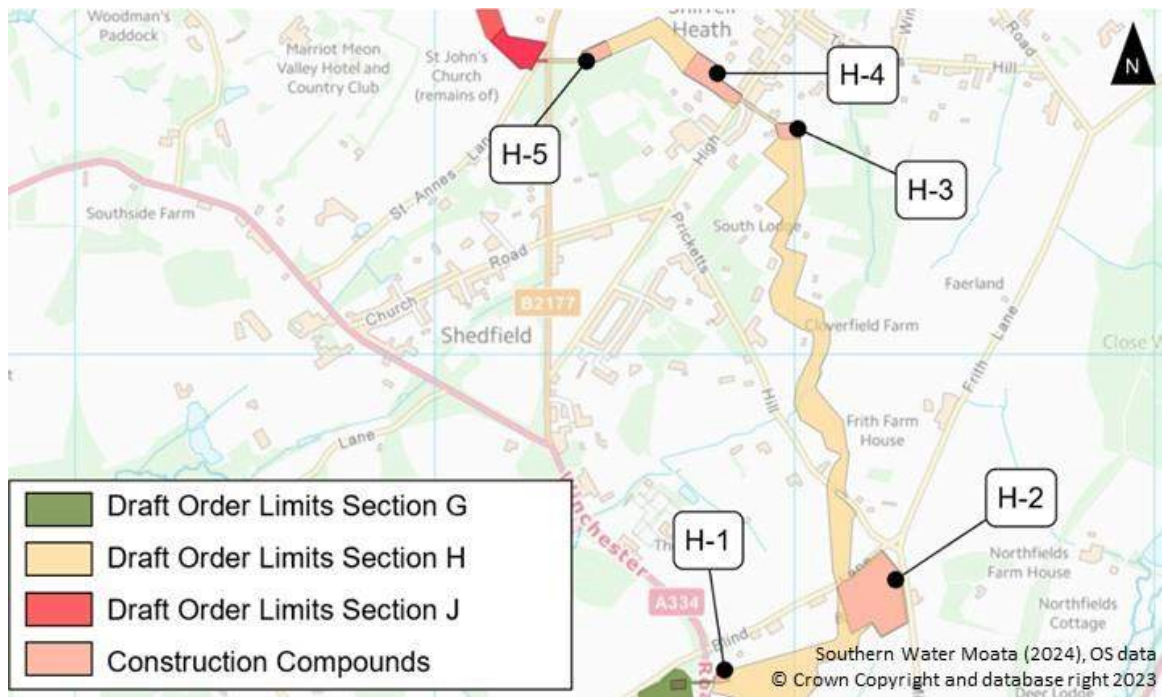 Woodman's
Paddock
Marriot Meon
Valley Hotel and
Country Club
St John's
Church
(remains of)
Heath
Hill
Road
N
H-4
H-5
H-3
High
St Annes Lane
Southside Farm
South Lodge
Pricketts
Church Road
B2177
Shedfield
Faerland
Cloverfield Farm
Frith Lane
Hill
Lane
Frith Farm
House
Winchester
H-2
H-1
Northfields
Farm House
Northfields
Cottage
A334
Blind
Draft Order Limits Section G
Draft Order Limits Section H
Draft Order Limits Section J
Construction Compounds
Southern Water Moata (2024), OS data
© Crown Copyright and database right 2023